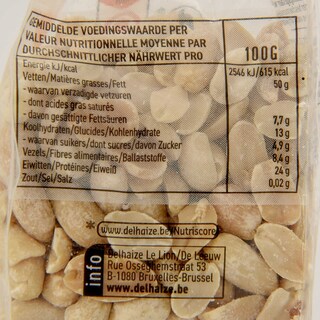 GEMIDDELDE VOEDINGSWAARDE PER
VALEUR NUTRITIONNELLE MOYENNE PAR
DURCHSCHNITTLICHER NÄHRWERT PRO 100G
Energie kJ/kcal 2546 kJ/615 kcal
Vetten/Matières grasses/Fett 50 g
- waarvan verzadigde vetzuren
- dont acides gras saturés
- davon gesättigte Fettsäuren 7,7 g
Koolhydraten/Glucides/Kohlenhydrate 13 g
- waarvan suikers/dont sucres/davon Zucker 4,9 g
Vezels/Fibres alimentaires/Ballaststoffe 8,4 g
Eiwitten/Protéines/Eiweiß 24 g
Zout/Sel/Salz 0,02 g
* www.delhaize.be/Nutriscore
info
Delhaize Le Lion/De Leeuw
Rue Osseghemstraat 53
B-1080 Bruxelles-Brussel
www.delhaize.be